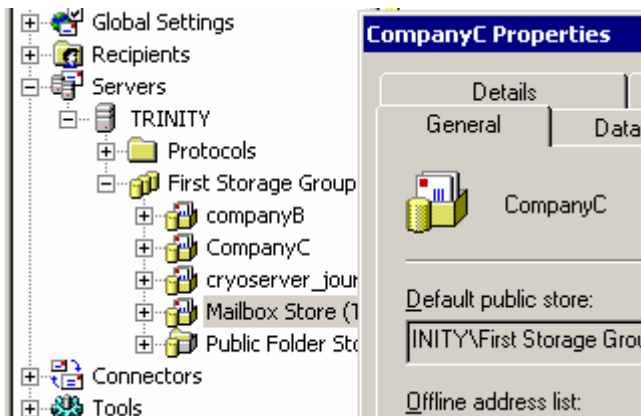 Global Settings
Recipients
Servers
TRINITY
Protocols
First Storage Group
companyB
CompanyC
cryoserver_jour
Mailbox Store (T
Public Folder Sto
Connectors
Tools
CompanyC Properties
Details
General
Data
CompanyC
Default public store:
INITY\First Storage Grou
Offline address list: